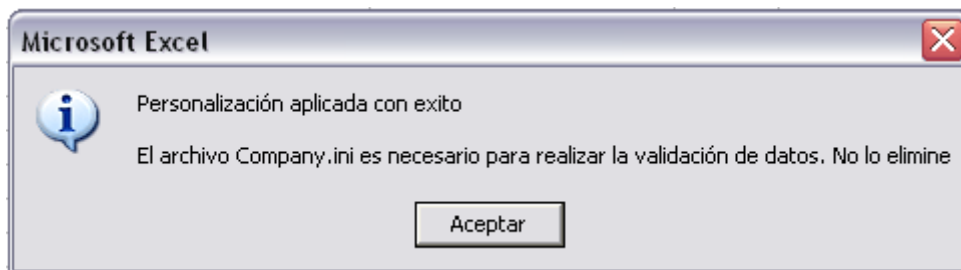 Microsoft Excel
Personalización aplicada con exito
El archivo Company.ini es necesario para realizar la validación de datos. No lo elimine
Aceptar